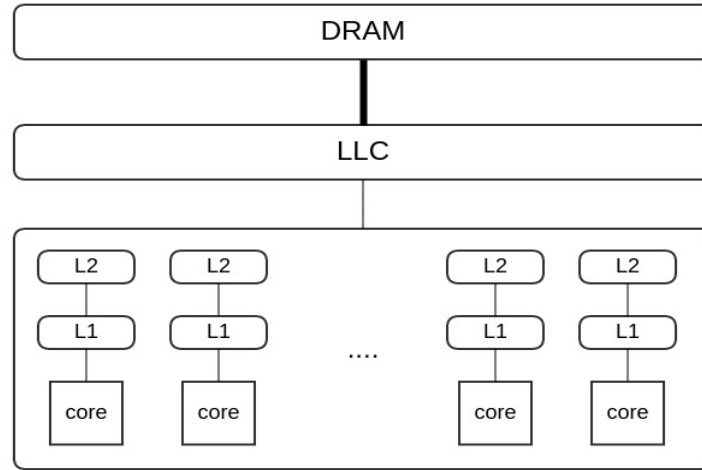 DRAM
LLC
L2 L2 L2 L2
L1 L1 L1 L1
....
core core core core